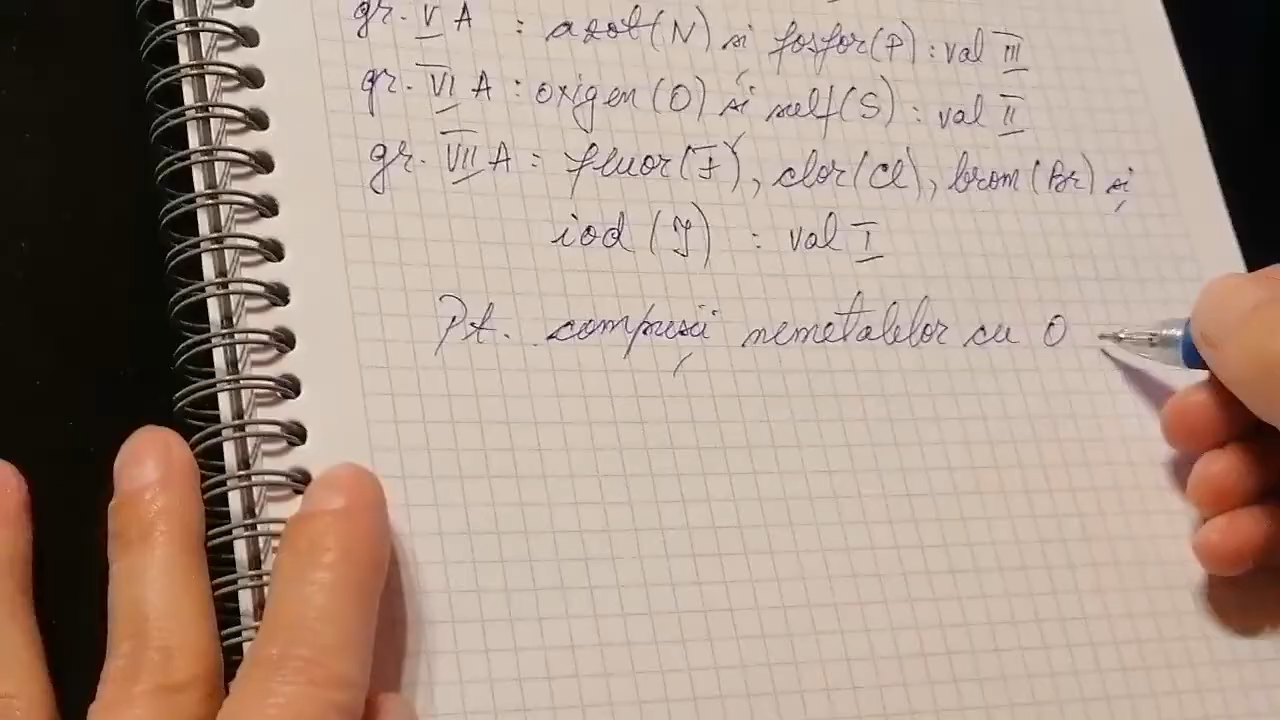 gr. V A : azot (N) și fosfor (P) : val III
gr. VI A : oxigen (O) și sulf (S) : val II
gr. VII A : fluor (F), clor (Cl), brom (Br) și
iod (I) : val I
Pt. compușii nemetalelor cu O